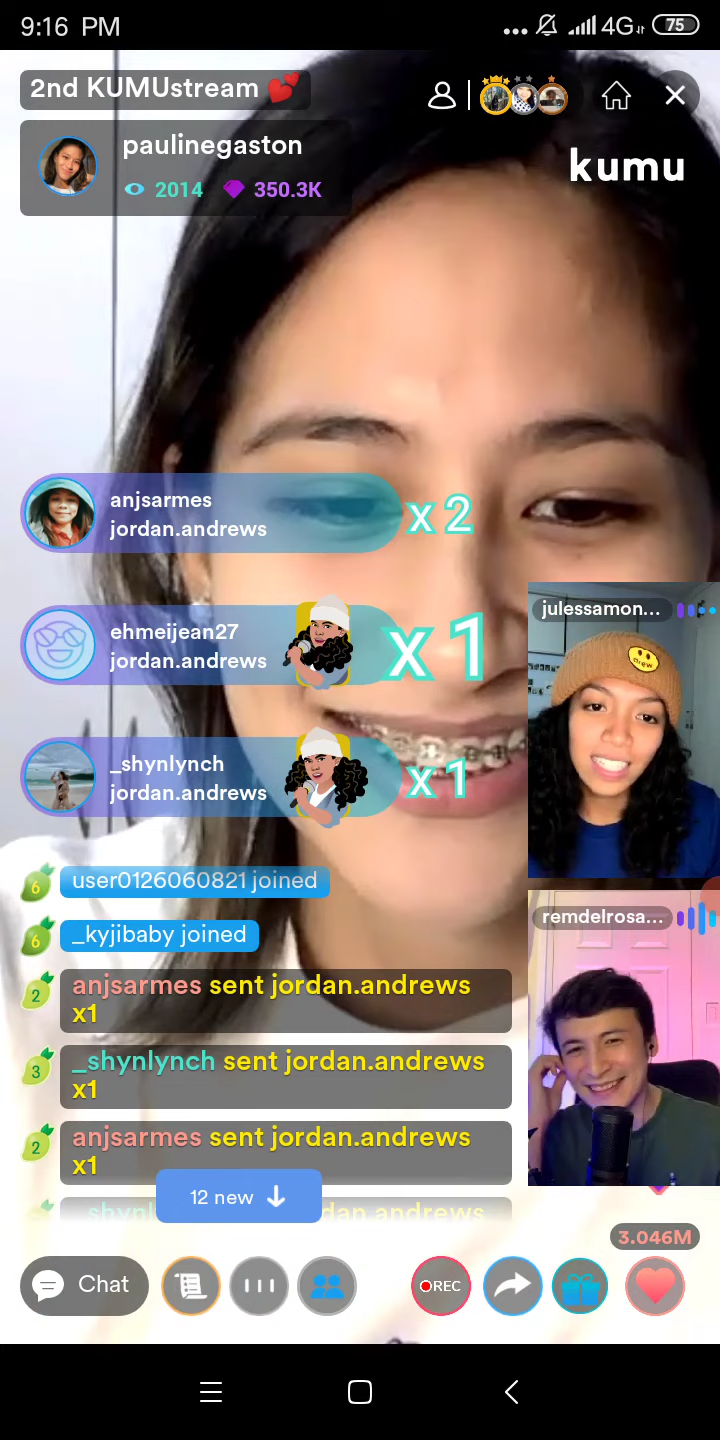 9:16 PM
4G
75
2nd KUMUstream 💕
paulinegaston
2014 350.3K
kumu
anjsarmes
jordan.andrews
x 2
ehmeijean27
jordan.andrews
x 1
_shynlynch
jordan.andrews
x 1
julessamon...
drew
remdelrosa...
6
user0126060821 joined
6
_kyjibaby joined
2
anjsarmes sent jordan.andrews
x1
3
_shynlynch sent jordan.andrews
x1
2
anjsarmes sent jordan.andrews
x1
12 new
3.046M
Chat
REC